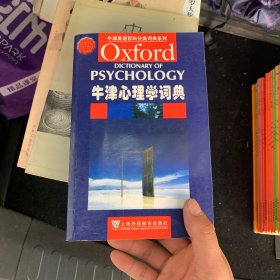 牛津英语百科分类词典系列
Oxford
DICTIONARY OF
PSYCHOLOGY
牛津心理学词典
上海外语教育出版社